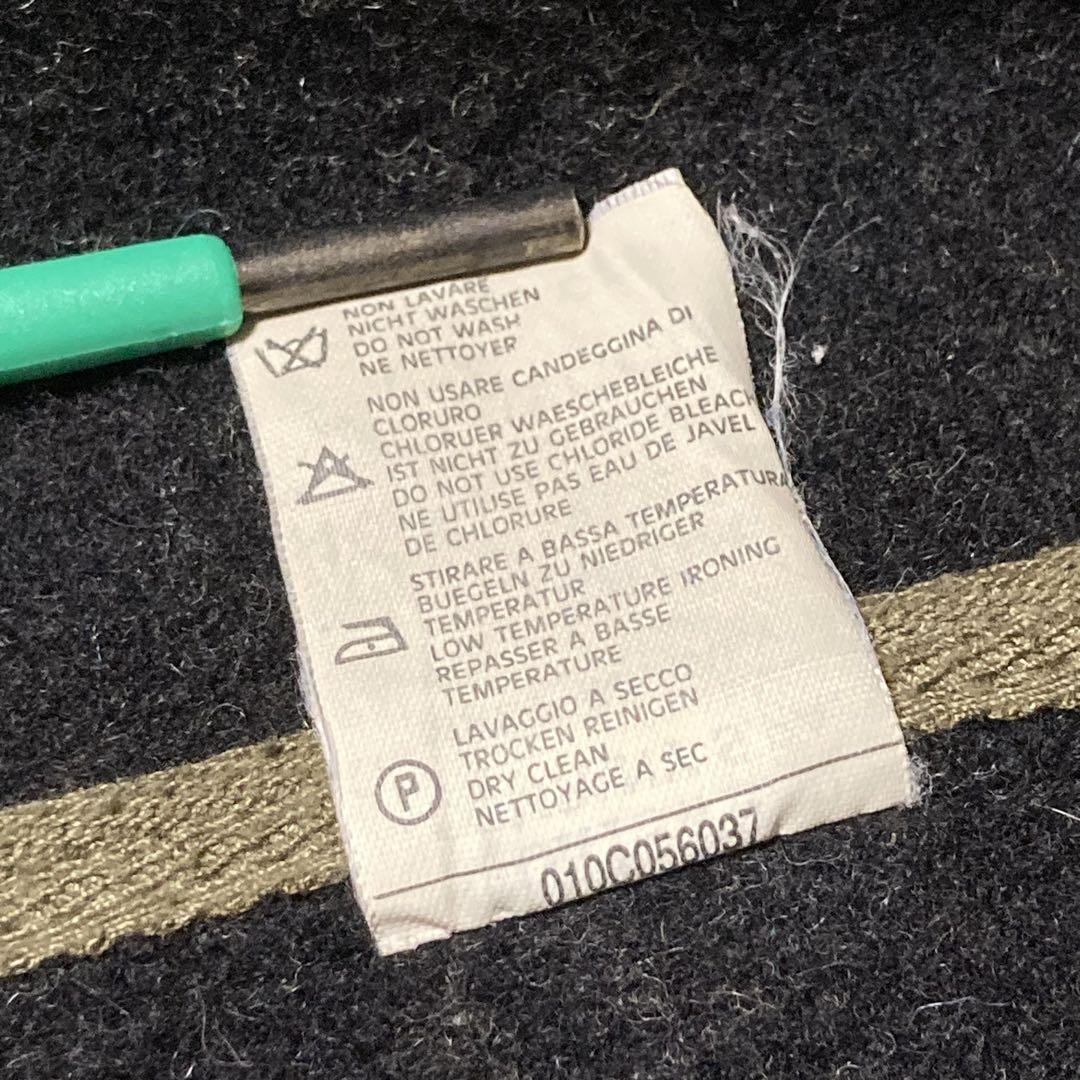 NON LAVARE
NICHT WASCHEN
DO NOT WASH
NE NETTOYER
NON USARE CANDEGGINA DI
CLORURO
CHLORUER WAESCHEBLEICHE
IST NICHT ZU GEBRAUCHEN
DO NOT USE CHLORIDE BLEACH
NE UTILISE PAS EAU DE JAVEL
DE CHLORURE
STIRARE A BASSA TEMPERATURA
BUEGELN ZU NIEDRIGER
TEMPERATUR
LOW TEMPERATURE IRONING
REPASSER A BASSE
TEMPERATURE
LAVAGGIO A SECCO
TROCKEN REINIGEN
P
DRY CLEAN
NETTOYAGE A SEC
010C056037